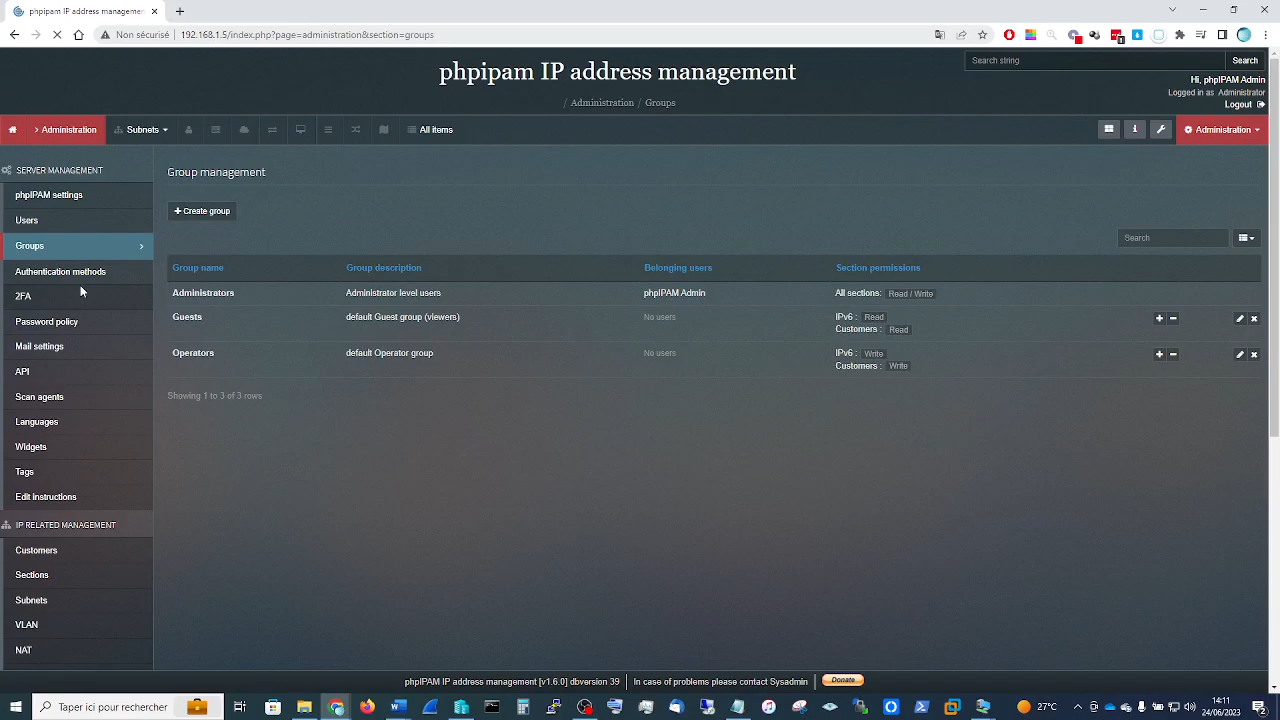 phpipam IP address managemen
Non sécurisé
192.168.1.5/index.php?page=administration&section=groups
phpipam IP address management
Search string
Search
Hi, phpIPAM Admin
Logged in as Administrator
Logout
/ Administration / Groups
Administration
Subnets
All items
Administration
SERVER MANAGEMENT
phpIPAM settings
Users
Groups
Authentication methods
2FA
Password policy
Mail settings
API
Scan agents
Languages
Widgets
Tags
Edit Instructions
IP RELATED MANAGEMENT
Customers
Sections
Subnets
VLAN
NAT
Group management
+ Create group
Search
Group name Group description Belonging users Section permissions
Administrators Administrator level users phpIPAM Admin All sections: Read / Write
Guests default Guest group (viewers) No users IPv6 : Read
Customers : Read
Operators default Operator group No users IPv6 : Write
Customers : Write
Showing 1 to 3 of 3 rows
phpIPAM IP address management [v1.6.0] dbversion 39
In case of problems please contact Sysadmin
Donate
Taper ici pour rechercher
27°C
14:11
24/06/2023